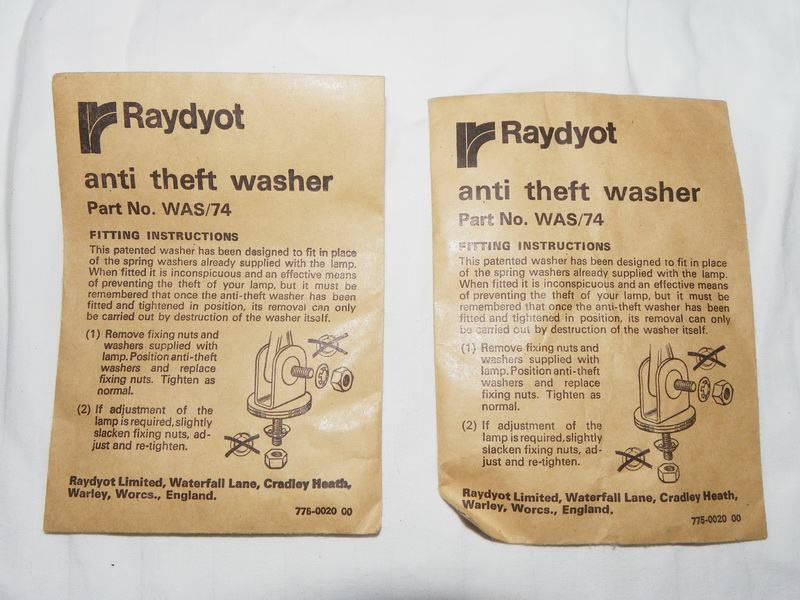 Raydyot
anti theft washer
Part No. WAS/74
FITTING INSTRUCTIONS
This patented washer has been designed to fit in place
of the spring washers already supplied with the lamp.
When fitted it is inconspicuous and an effective means
of preventing the theft of your lamp, but it must be
remembered that once the anti-theft washer has been
fitted and tightened in position, its removal can only
be carried out by destruction of the washer itself.
(1) Remove fixing nuts and
washers supplied with
lamp. Position anti-theft
washers and replace
fixing nuts. Tighten as
normal.
(2) If adjustment of the
lamp is required, slightly
slacken fixing nuts, ad-
just and re-tighten.
Raydyot Limited, Waterfall Lane, Cradley Heath,
Warley, Worcs., England.
775-0020 00
Raydyot
anti theft washer
Part No. WAS/74
FITTING INSTRUCTIONS
This patented washer has been designed to fit in place
of the spring washers already supplied with the lamp.
When fitted it is inconspicuous and an effective means
of preventing the theft of your lamp, but it must be
remembered that once the anti-theft washer has been
fitted and tightened in position, its removal can only
be carried out by destruction of the washer itself.
(1) Remove fixing nuts and
washers supplied with
lamp. Position anti-theft
washers and replace
fixing nuts. Tighten as
normal.
(2) If adjustment of the
lamp is required, slightly
slacken fixing nuts, ad-
just and re-tighten.
Raydyot Limited, Waterfall Lane, Cradley Heath,
Warley, Worcs., England.
775-0020 00